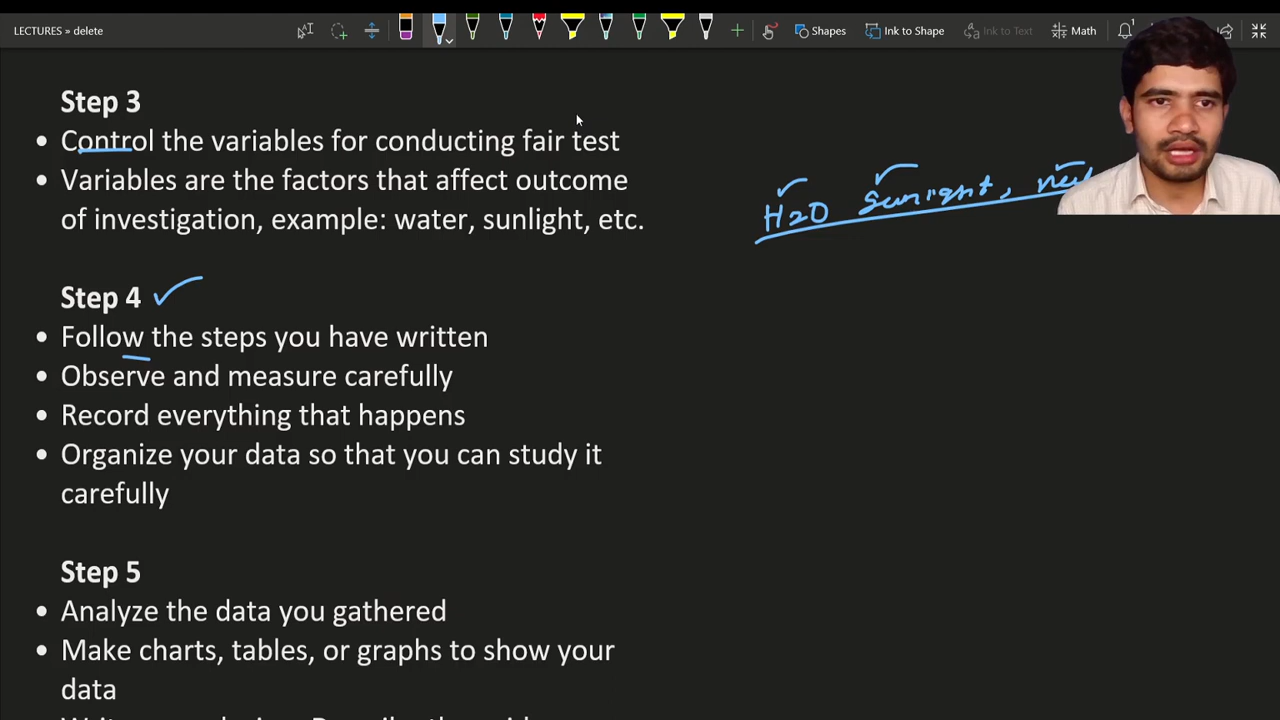 LECTURES » delete
Shapes
Ink to Shape
Ink to Text
Math
Step 3
• Control the variables for conducting fair test
• Variables are the factors that affect outcome
of investigation, example: water, sunlight, etc.
H2O Sunlight,
Step 4
• Follow the steps you have written
• Observe and measure carefully
• Record everything that happens
• Organize your data so that you can study it
carefully
Step 5
• Analyze the data you gathered
• Make charts, tables, or graphs to show your
data